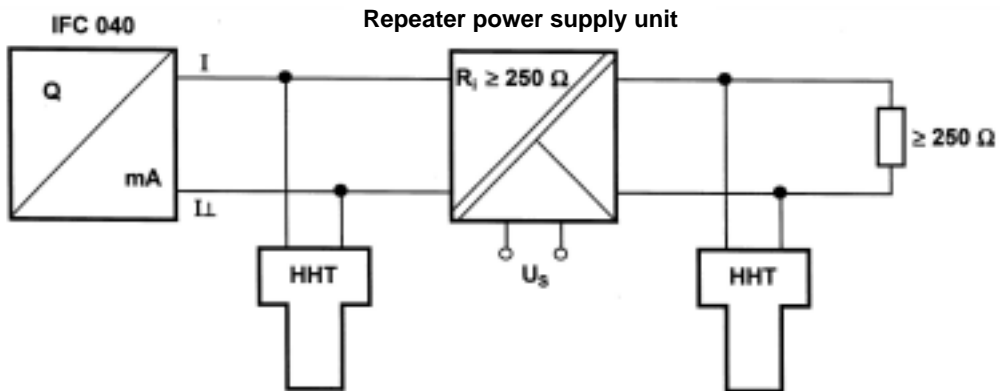 Repeater power supply unit
IFC 040
I
Q
mA
I⊥
Rᵢ ≥ 250 Ω
≥ 250 Ω
Uₛ
HHT
HHT